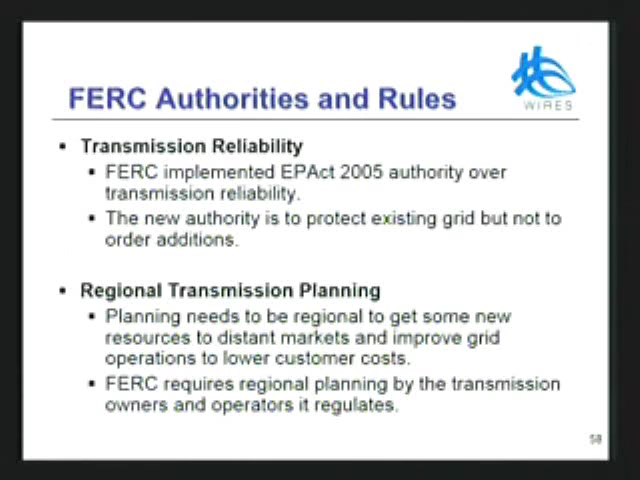 WIRES
FERC Authorities and Rules
• Transmission Reliability
▪ FERC implemented EPAct 2005 authority over
transmission reliability.
▪ The new authority is to protect existing grid but not to
order additions.
• Regional Transmission Planning
▪ Planning needs to be regional to get some new
resources to distant markets and improve grid
operations to lower customer costs.
▪ FERC requires regional planning by the transmission
owners and operators it regulates.
58